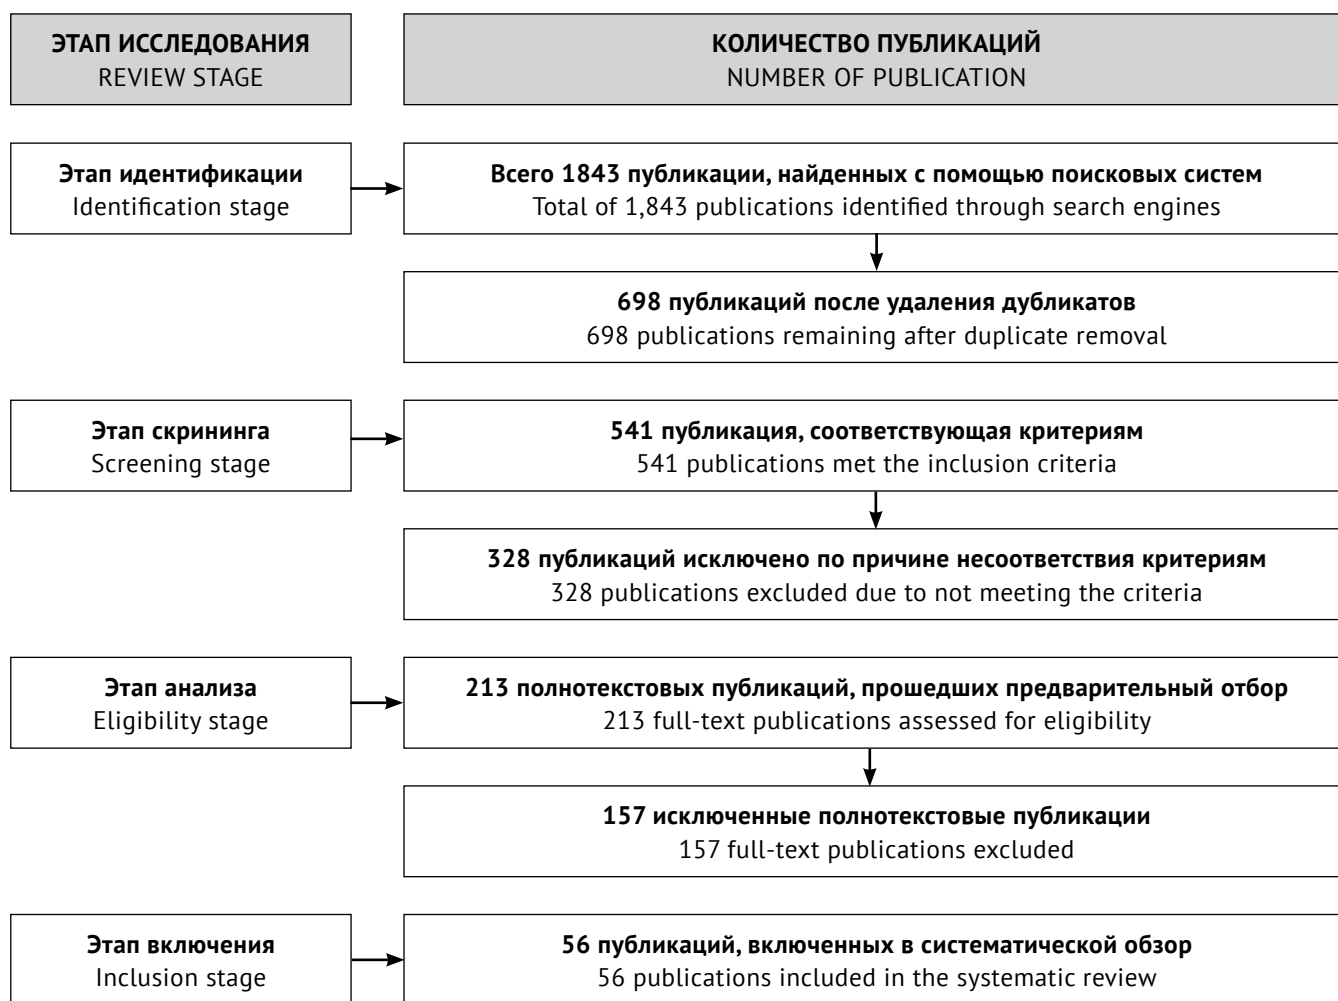 ЭТАП ИССЛЕДОВАНИЯ
REVIEW STAGE
КОЛИЧЕСТВО ПУБЛИКАЦИЙ
NUMBER OF PUBLICATION
Этап идентификации
Identification stage
Всего 1843 публикации, найденных с помощью поисковых систем
Total of 1,843 publications identified through search engines
698 публикаций после удаления дубликатов
698 publications remaining after duplicate removal
Этап скрининга
Screening stage
541 публикация, соответствующая критериям
541 publications met the inclusion criteria
328 публикаций исключено по причине несоответствия критериям
328 publications excluded due to not meeting the criteria
Этап анализа
Eligibility stage
213 полнотекстовых публикаций, прошедших предварительный отбор
213 full-text publications assessed for eligibility
157 исключенные полнотекстовые публикации
157 full-text publications excluded
Этап включения
Inclusion stage
56 публикаций, включенных в систематической обзор
56 publications included in the systematic review